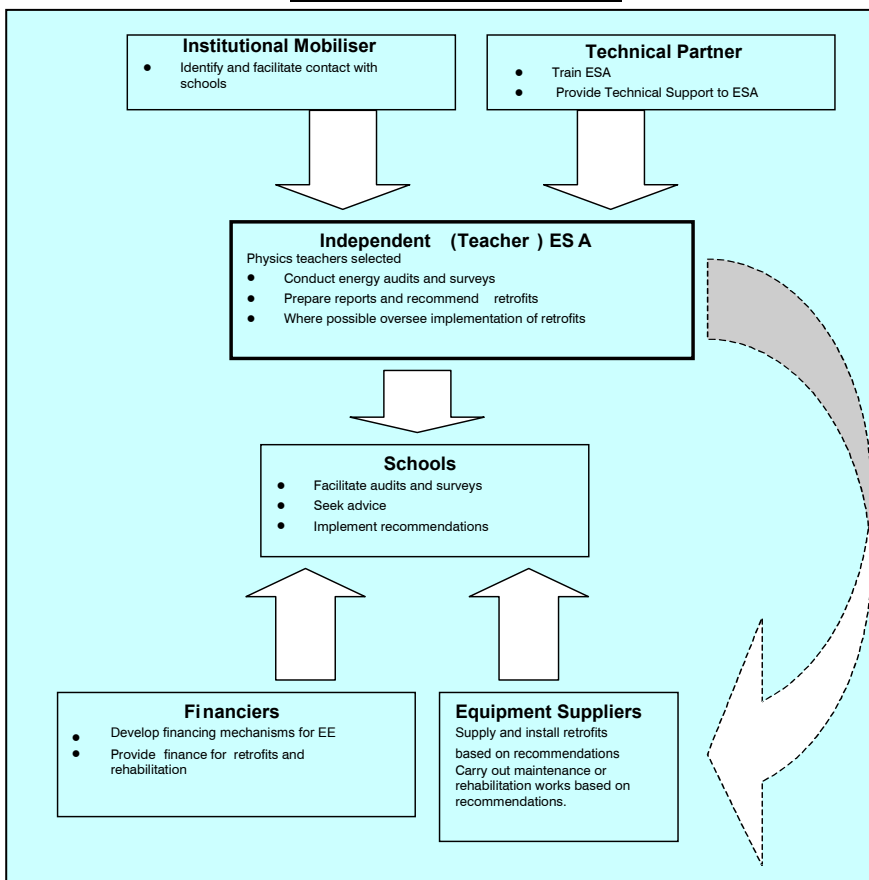 Institutional Mobiliser
● Identify and facilitate contact with
schools
Technical Partner
● Train ESA
● Provide Technical Support to ESA
Independent (Teacher ) ES A
Physics teachers selected
● Conduct energy audits and surveys
● Prepare reports and recommend retrofits
● Where possible oversee implementation of retrofits
Schools
● Facilitate audits and surveys
● Seek advice
● Implement recommendations
Financiers
● Develop financing mechanisms for EE
● Provide finance for retrofits and
rehabilitation
Equipment Suppliers
Supply and install retrofits
based on recommendations
Carry out maintenance or
rehabilitation works based on
recommendations.